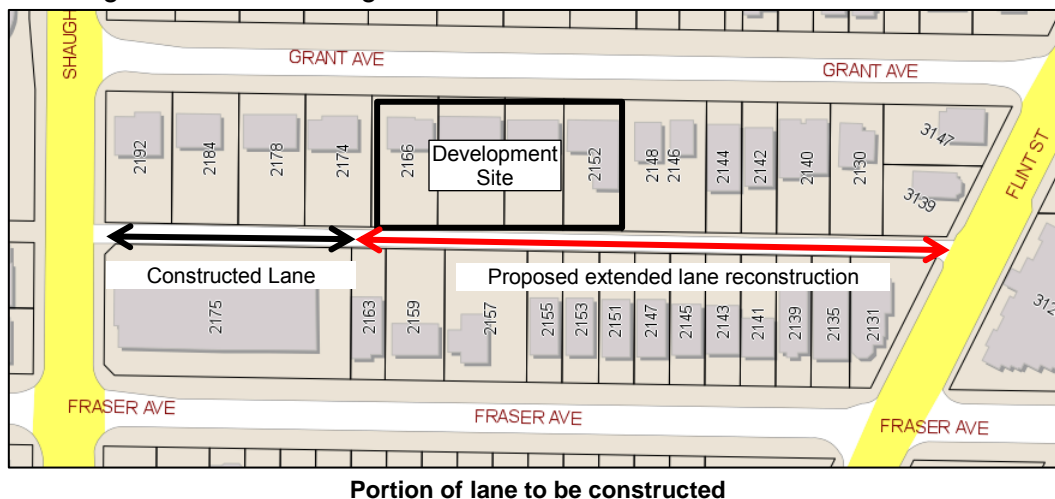 SHAUGH
GRANT AVE
GRANT AVE
FLINT ST
2192
2184
2178
2174
2166
Development
Site
2152
2148
2146
2144
2142
2140
2130
3147
3139
Constructed Lane
Proposed extended lane reconstruction
2175
2163
2159
2157
2155
2153
2151
2147
2145
2143
2141
2139
2135
2131
312
FRASER AVE
FRASER AVE
FRASER AVE
Portion of lane to be constructed